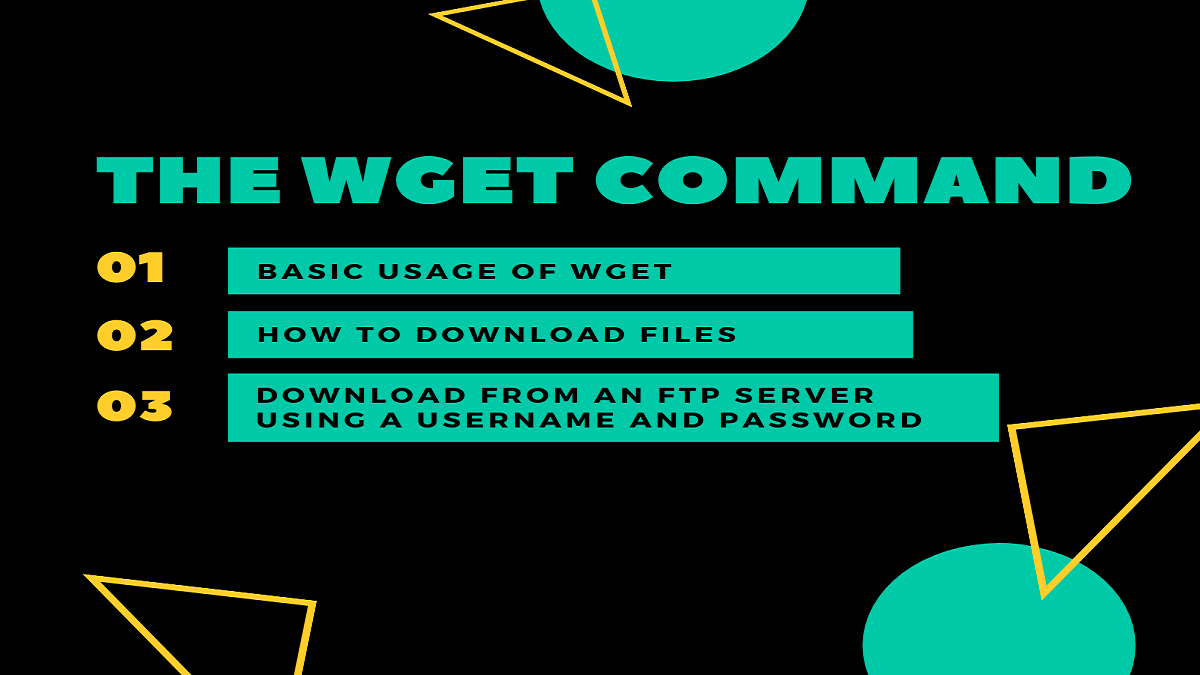 THE WGET COMMAND
01
BASIC USAGE OF WGET
02
HOW TO DOWNLOAD FILES
03
DOWNLOAD FROM AN FTP SERVER
USING A USERNAME AND PASSWORD